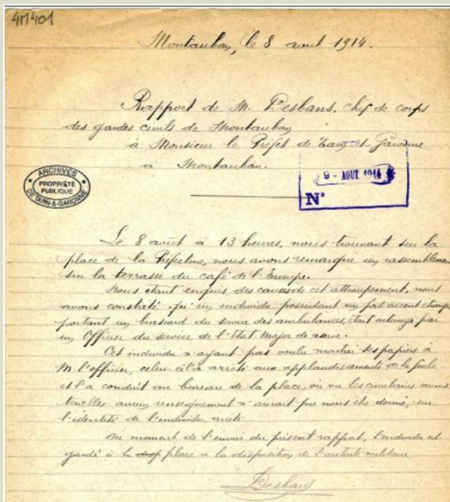 4M401
Montauban, le 8 aout 1914.
Rapport de M. Desbans, chef de corps
des gardes civils de Montauban
à Monsieur le Préfet de Tarn et Garonne
à Montauban.
ARCHIVES
PROPRIÉTÉ
PUBLIQUE
DE TARN & GARONNE
9 - AOUT 1914
N°
Le 8 août à 13 heures, nous trouvant sur la
place de la Préfecture, nous avons remarqué un rassemblement
sur la terrasse du café de l'Europe.
Nous étant enquis des causes de cet attroupement, nous
avons constaté qu'un individu possédant un fort accent étranger
portant un brassard du service des ambulances, était interrogé par
un Officier du service de l'Etat Major de
Cet individu n'ayant pas voulu montrer ses papiers à
M. l'officier, celui-ci l'a arrêté aux applaudissements de la foule
et l'a conduit au bureau de la place, où
aucun renseignement n'ayant pu nous être donné, sur
l'identité de l'individu arrêté.
Au moment de l'envoi du présent rapport, l'individu est
gardé à la place à la disposition de l'autorité militaire.
Desbans